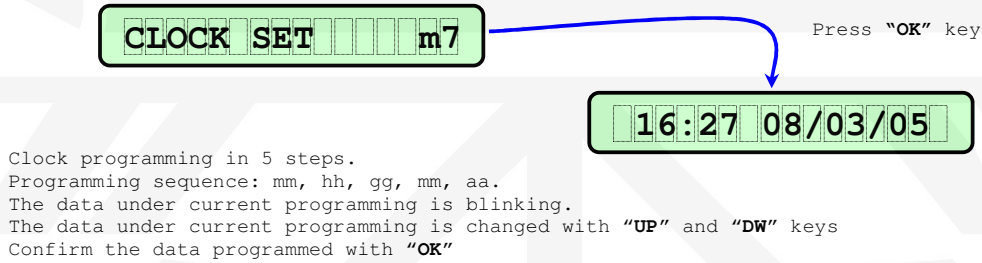 CLOCK SET m7
Press “OK” key
16:27 08/03/05
Clock programming in 5 steps.
Programming sequence: mm, hh, gg, mm, aa.
The data under current programming is blinking.
The data under current programming is changed with “UP” and “DW” keys
Confirm the data programmed with “OK”